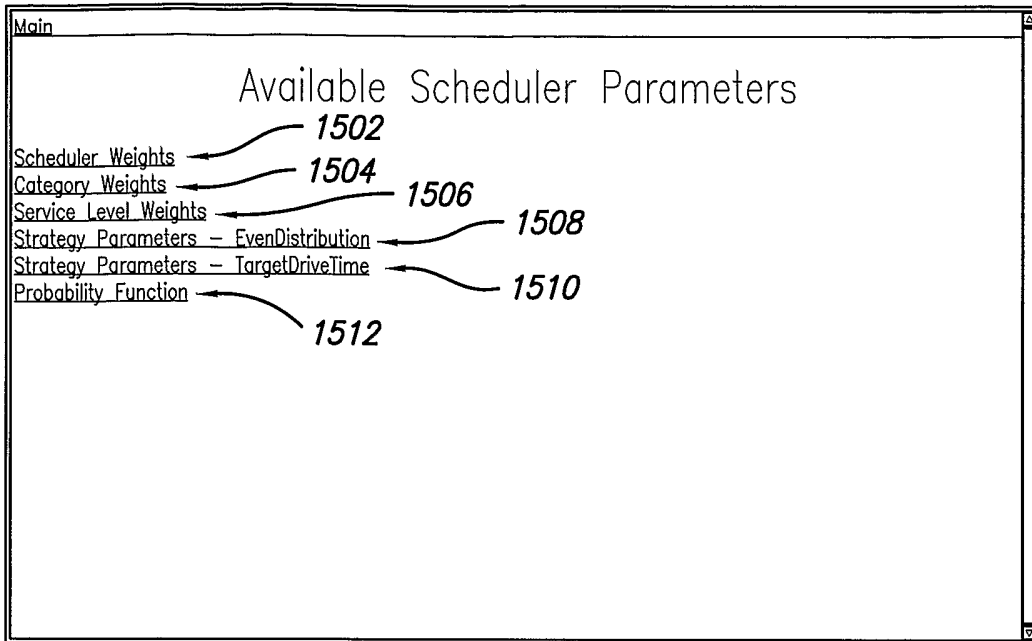 Main
Available Scheduler Parameters
1502
Scheduler Weights
1504
Category Weights
1506
Service Level Weights
1508
Strategy Parameters – EvenDistribution
Strategy Parameters – TargetDriveTime
1510
Probability Function
1512